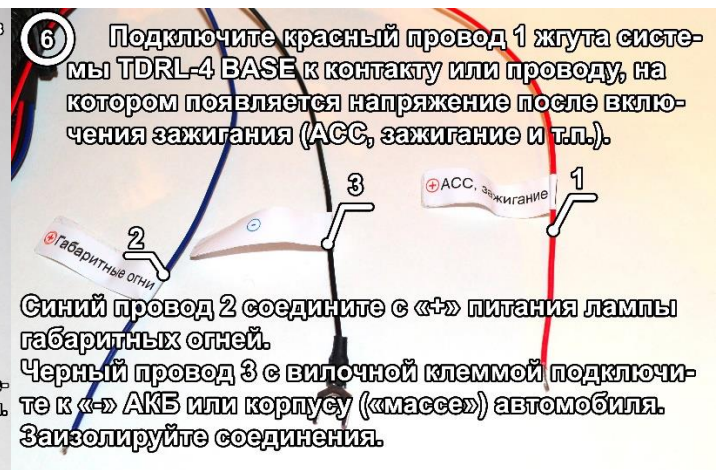 6
Подключите красный провод 1 жгута систе-
мы TDRL-4 BASE к контакту или проводу, на
котором появляется напряжение после вклю-
чения зажигания (АСС, зажигание и т.п.).
⊕АСС, зажигание
1
3
⊖
2
⊕Габаритные огни
Синий провод 2 соедините с «+» питания лампы
габаритных огней.
Черный провод 3 с вилочной клеммой подключи-
те к «-» АКБ или корпусу («массе») автомобиля.
Заизолируйте соединения.